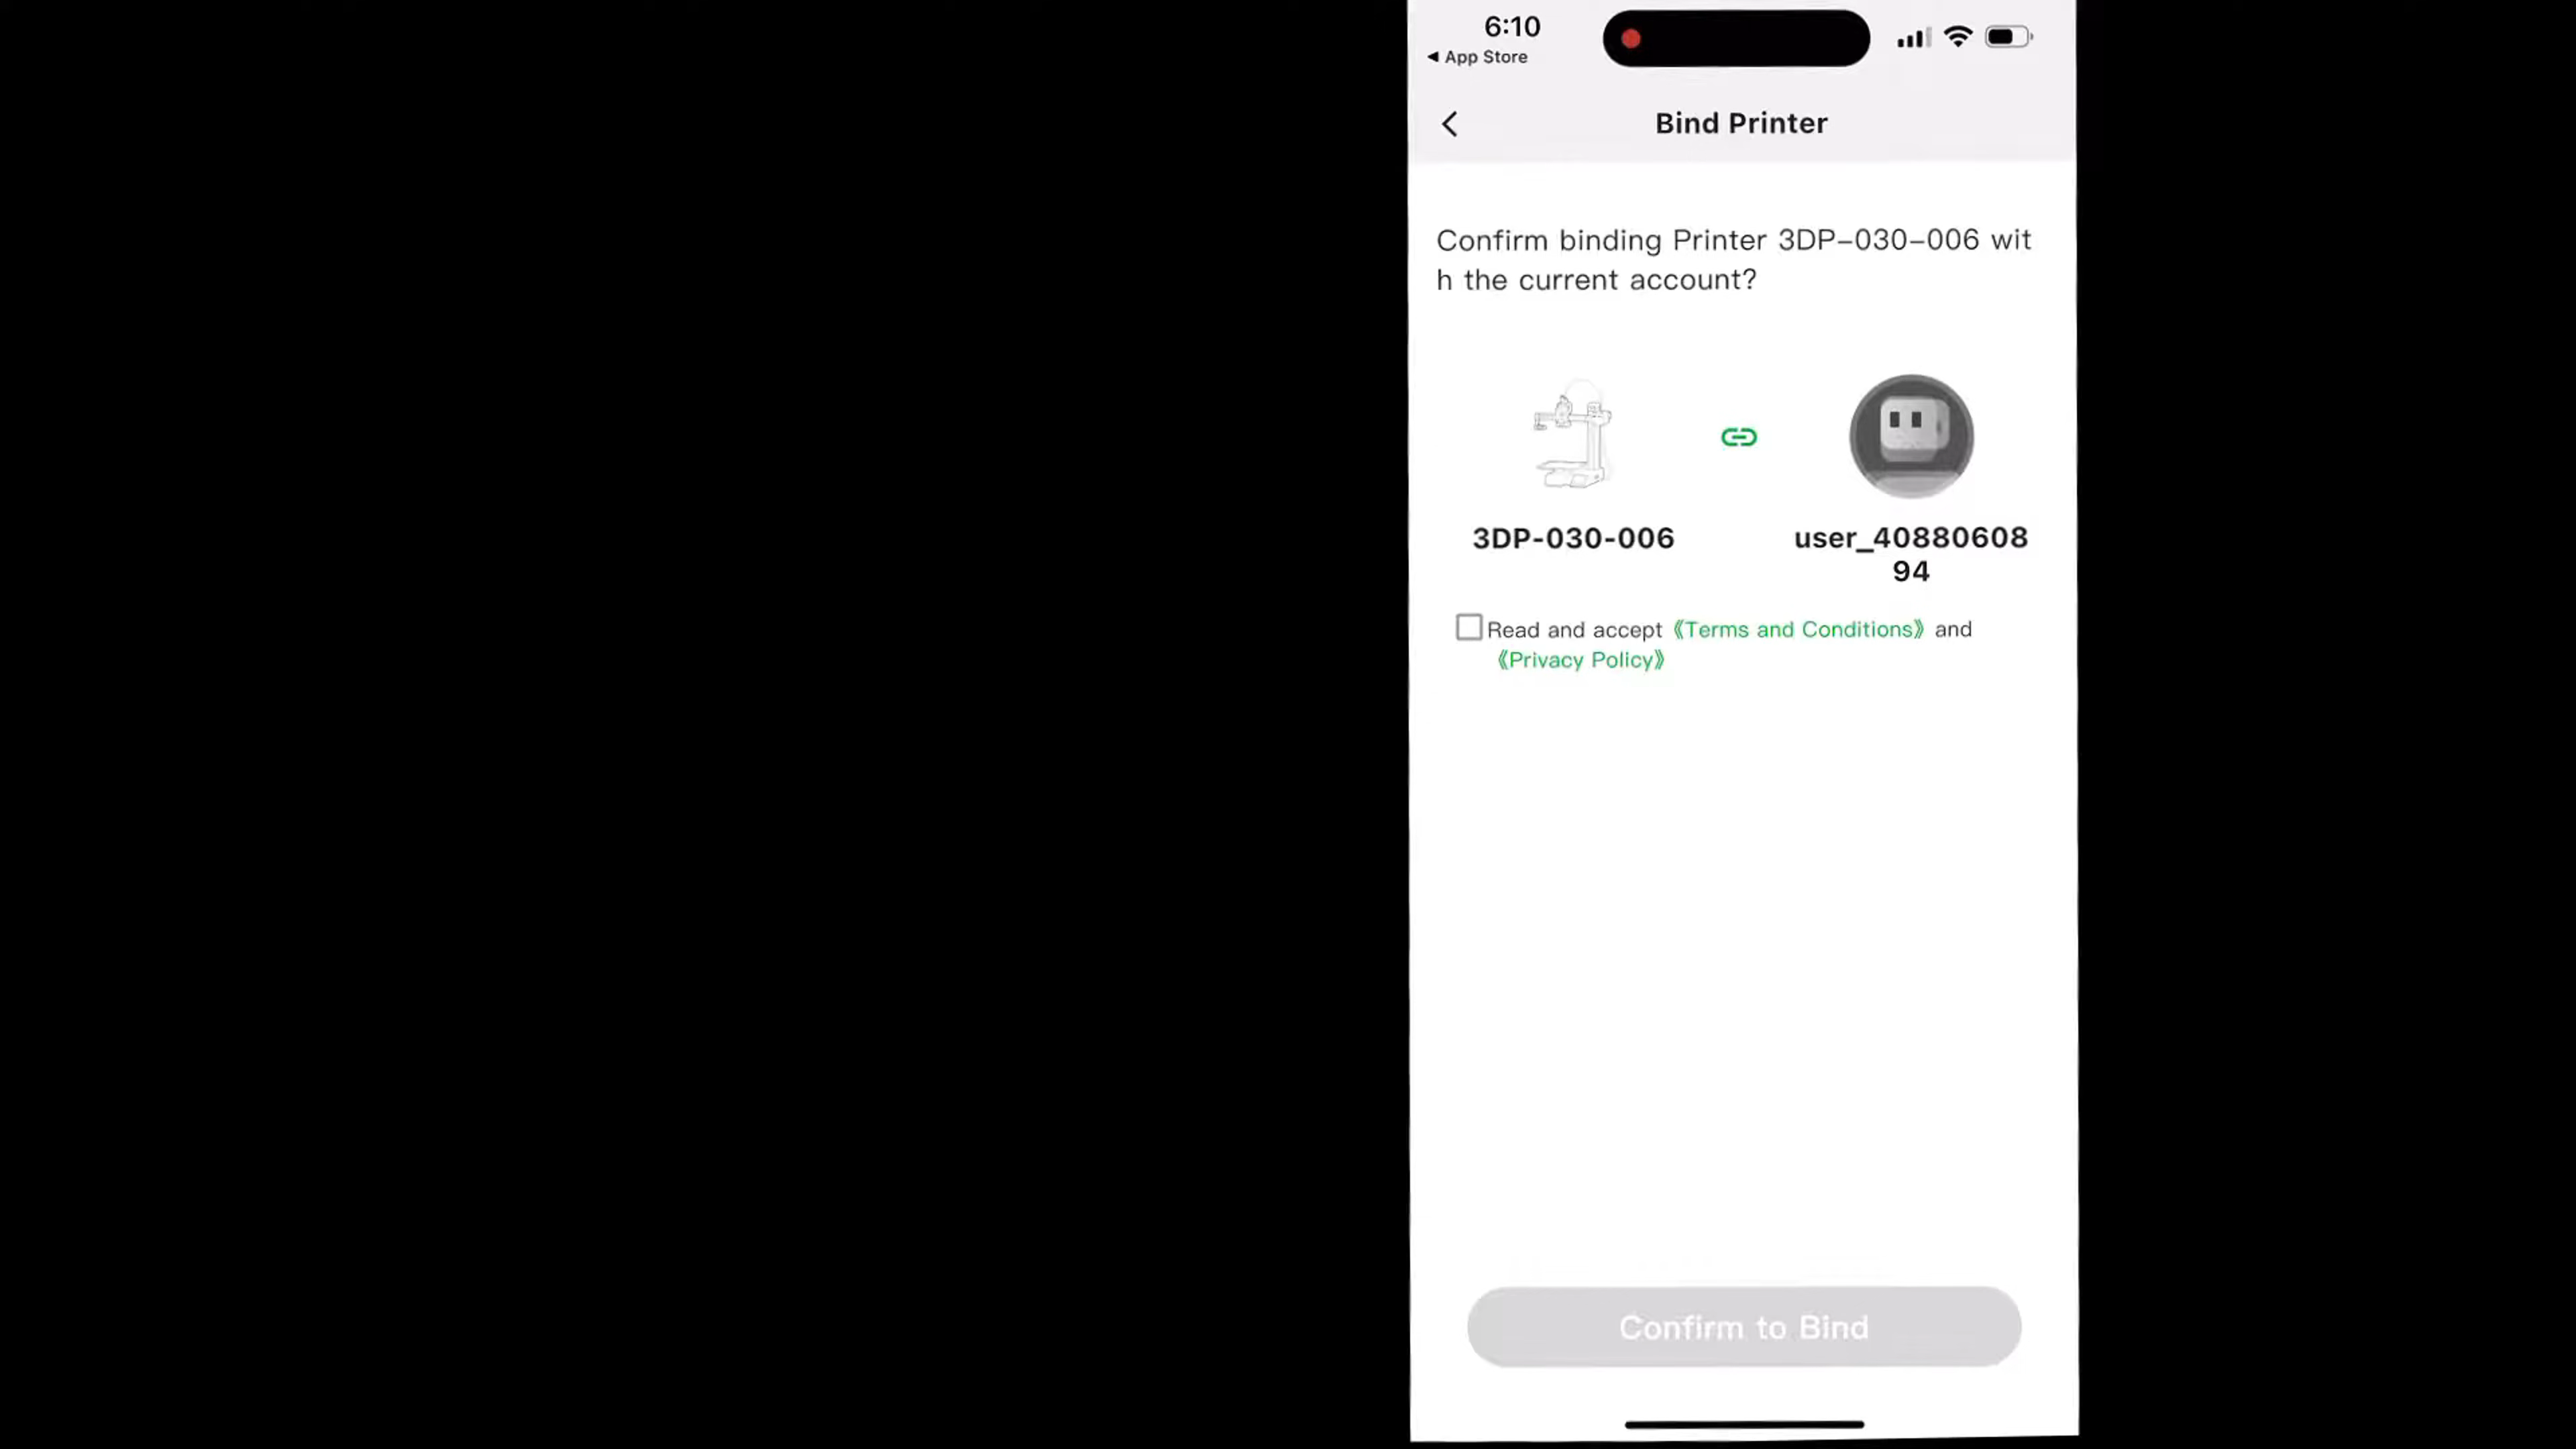 6:10
◀ App Store
Bind Printer
Confirm binding Printer 3DP-030-006 wit
h the current account?
3DP-030-006
user_40880608
94
Read and accept 《Terms and Conditions》 and
《Privacy Policy》
Confirm to Bind